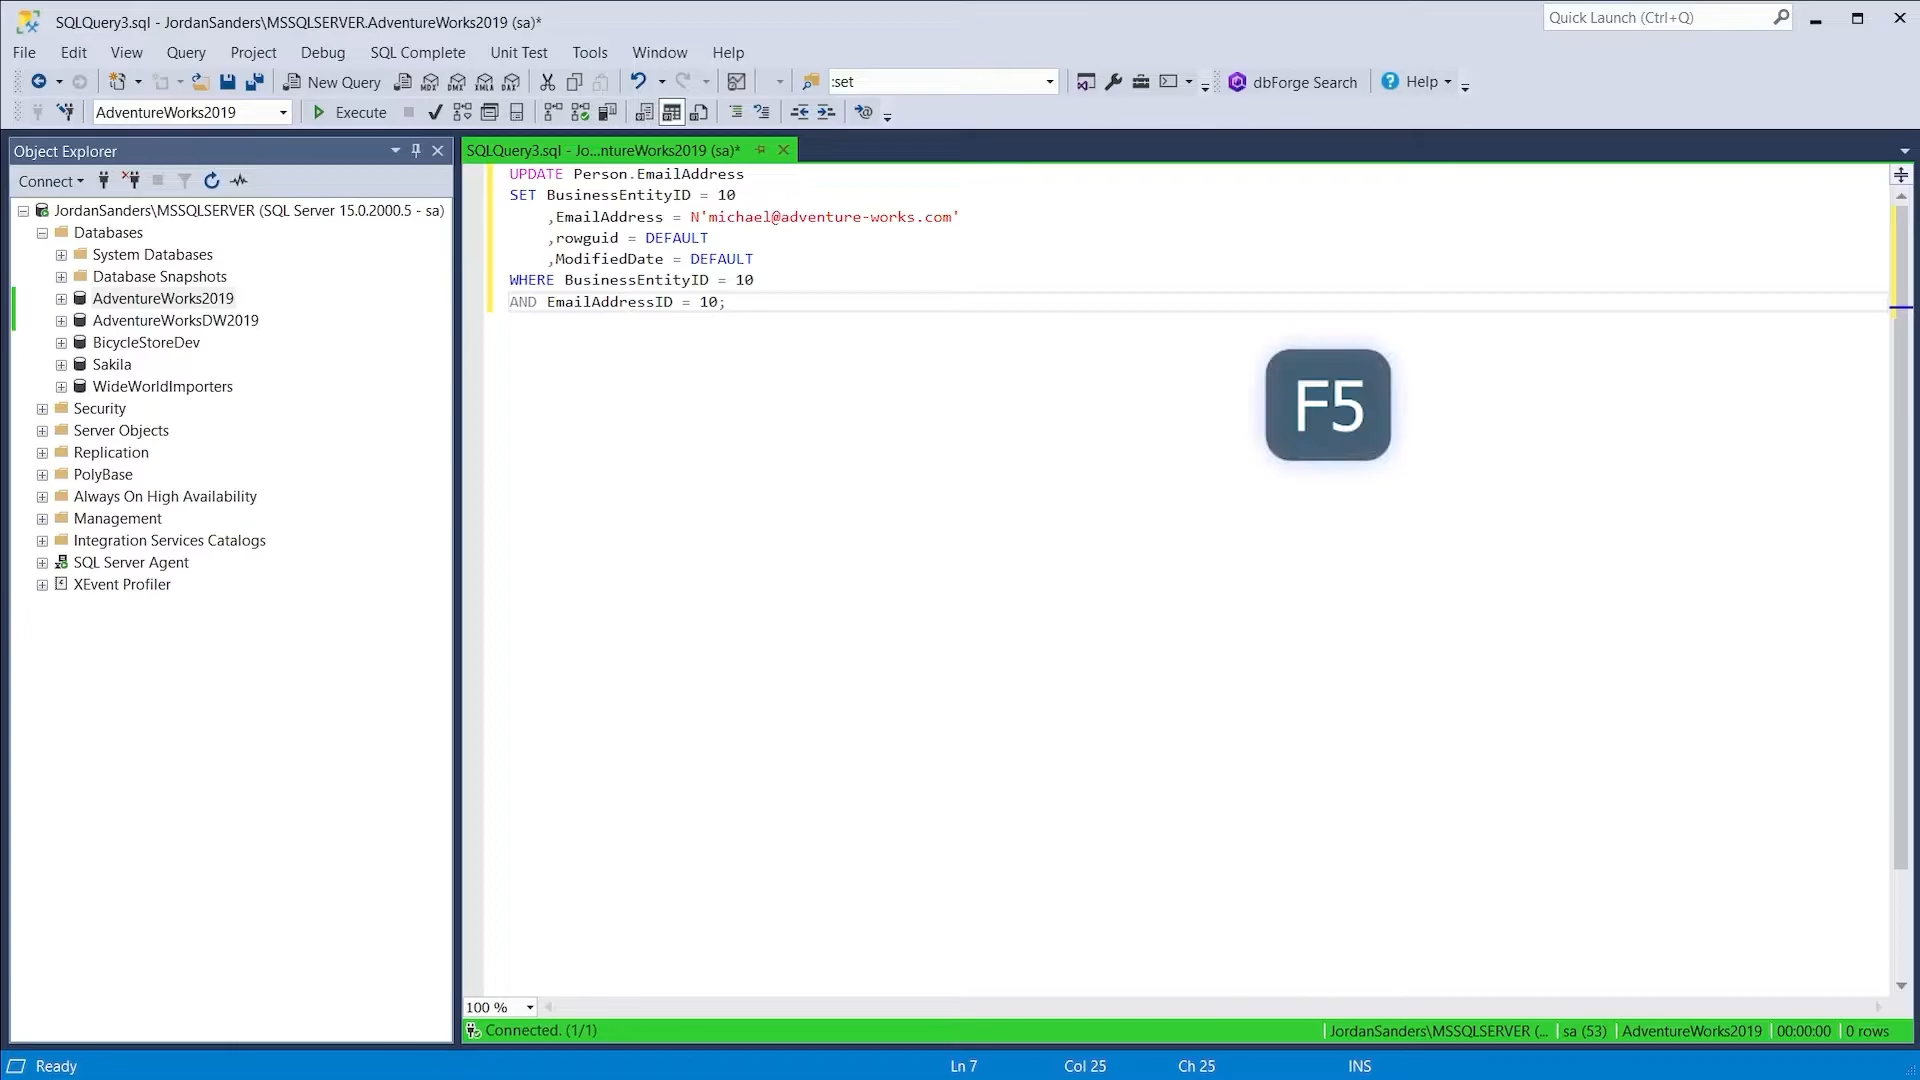 SQLQuery3.sql - JordanSanders\MSSQLSERVER.AdventureWorks2019 (sa)*
Quick Launch (Ctrl+Q)
File Edit View Query Project Debug SQL Complete Unit Test Tools Window Help
New Query MDX DMX XMLA DAX :set dbForge Search Help
AdventureWorks2019 Execute
Object Explorer
SQLQuery3.sql - Jo...ntureWorks2019 (sa)*
Connect
JordanSanders\MSSQLSERVER (SQL Server 15.0.2000.5 - sa)
Databases
System Databases
Database Snapshots
AdventureWorks2019
AdventureWorksDW2019
BicycleStoreDev
Sakila
WideWorldImporters
Security
Server Objects
Replication
PolyBase
Always On High Availability
Management
Integration Services Catalogs
SQL Server Agent
XEvent Profiler
UPDATE Person.EmailAddress
SET BusinessEntityID = 10
,EmailAddress = N'michael@adventure-works.com'
,rowguid = DEFAULT
,ModifiedDate = DEFAULT
WHERE BusinessEntityID = 10
AND EmailAddressID = 10;
F5
100 %
Connected. (1/1)
JordanSanders\MSSQLSERVER (... sa (53) AdventureWorks2019 00:00:00 0 rows
Ready Ln 7 Col 25 Ch 25 INS